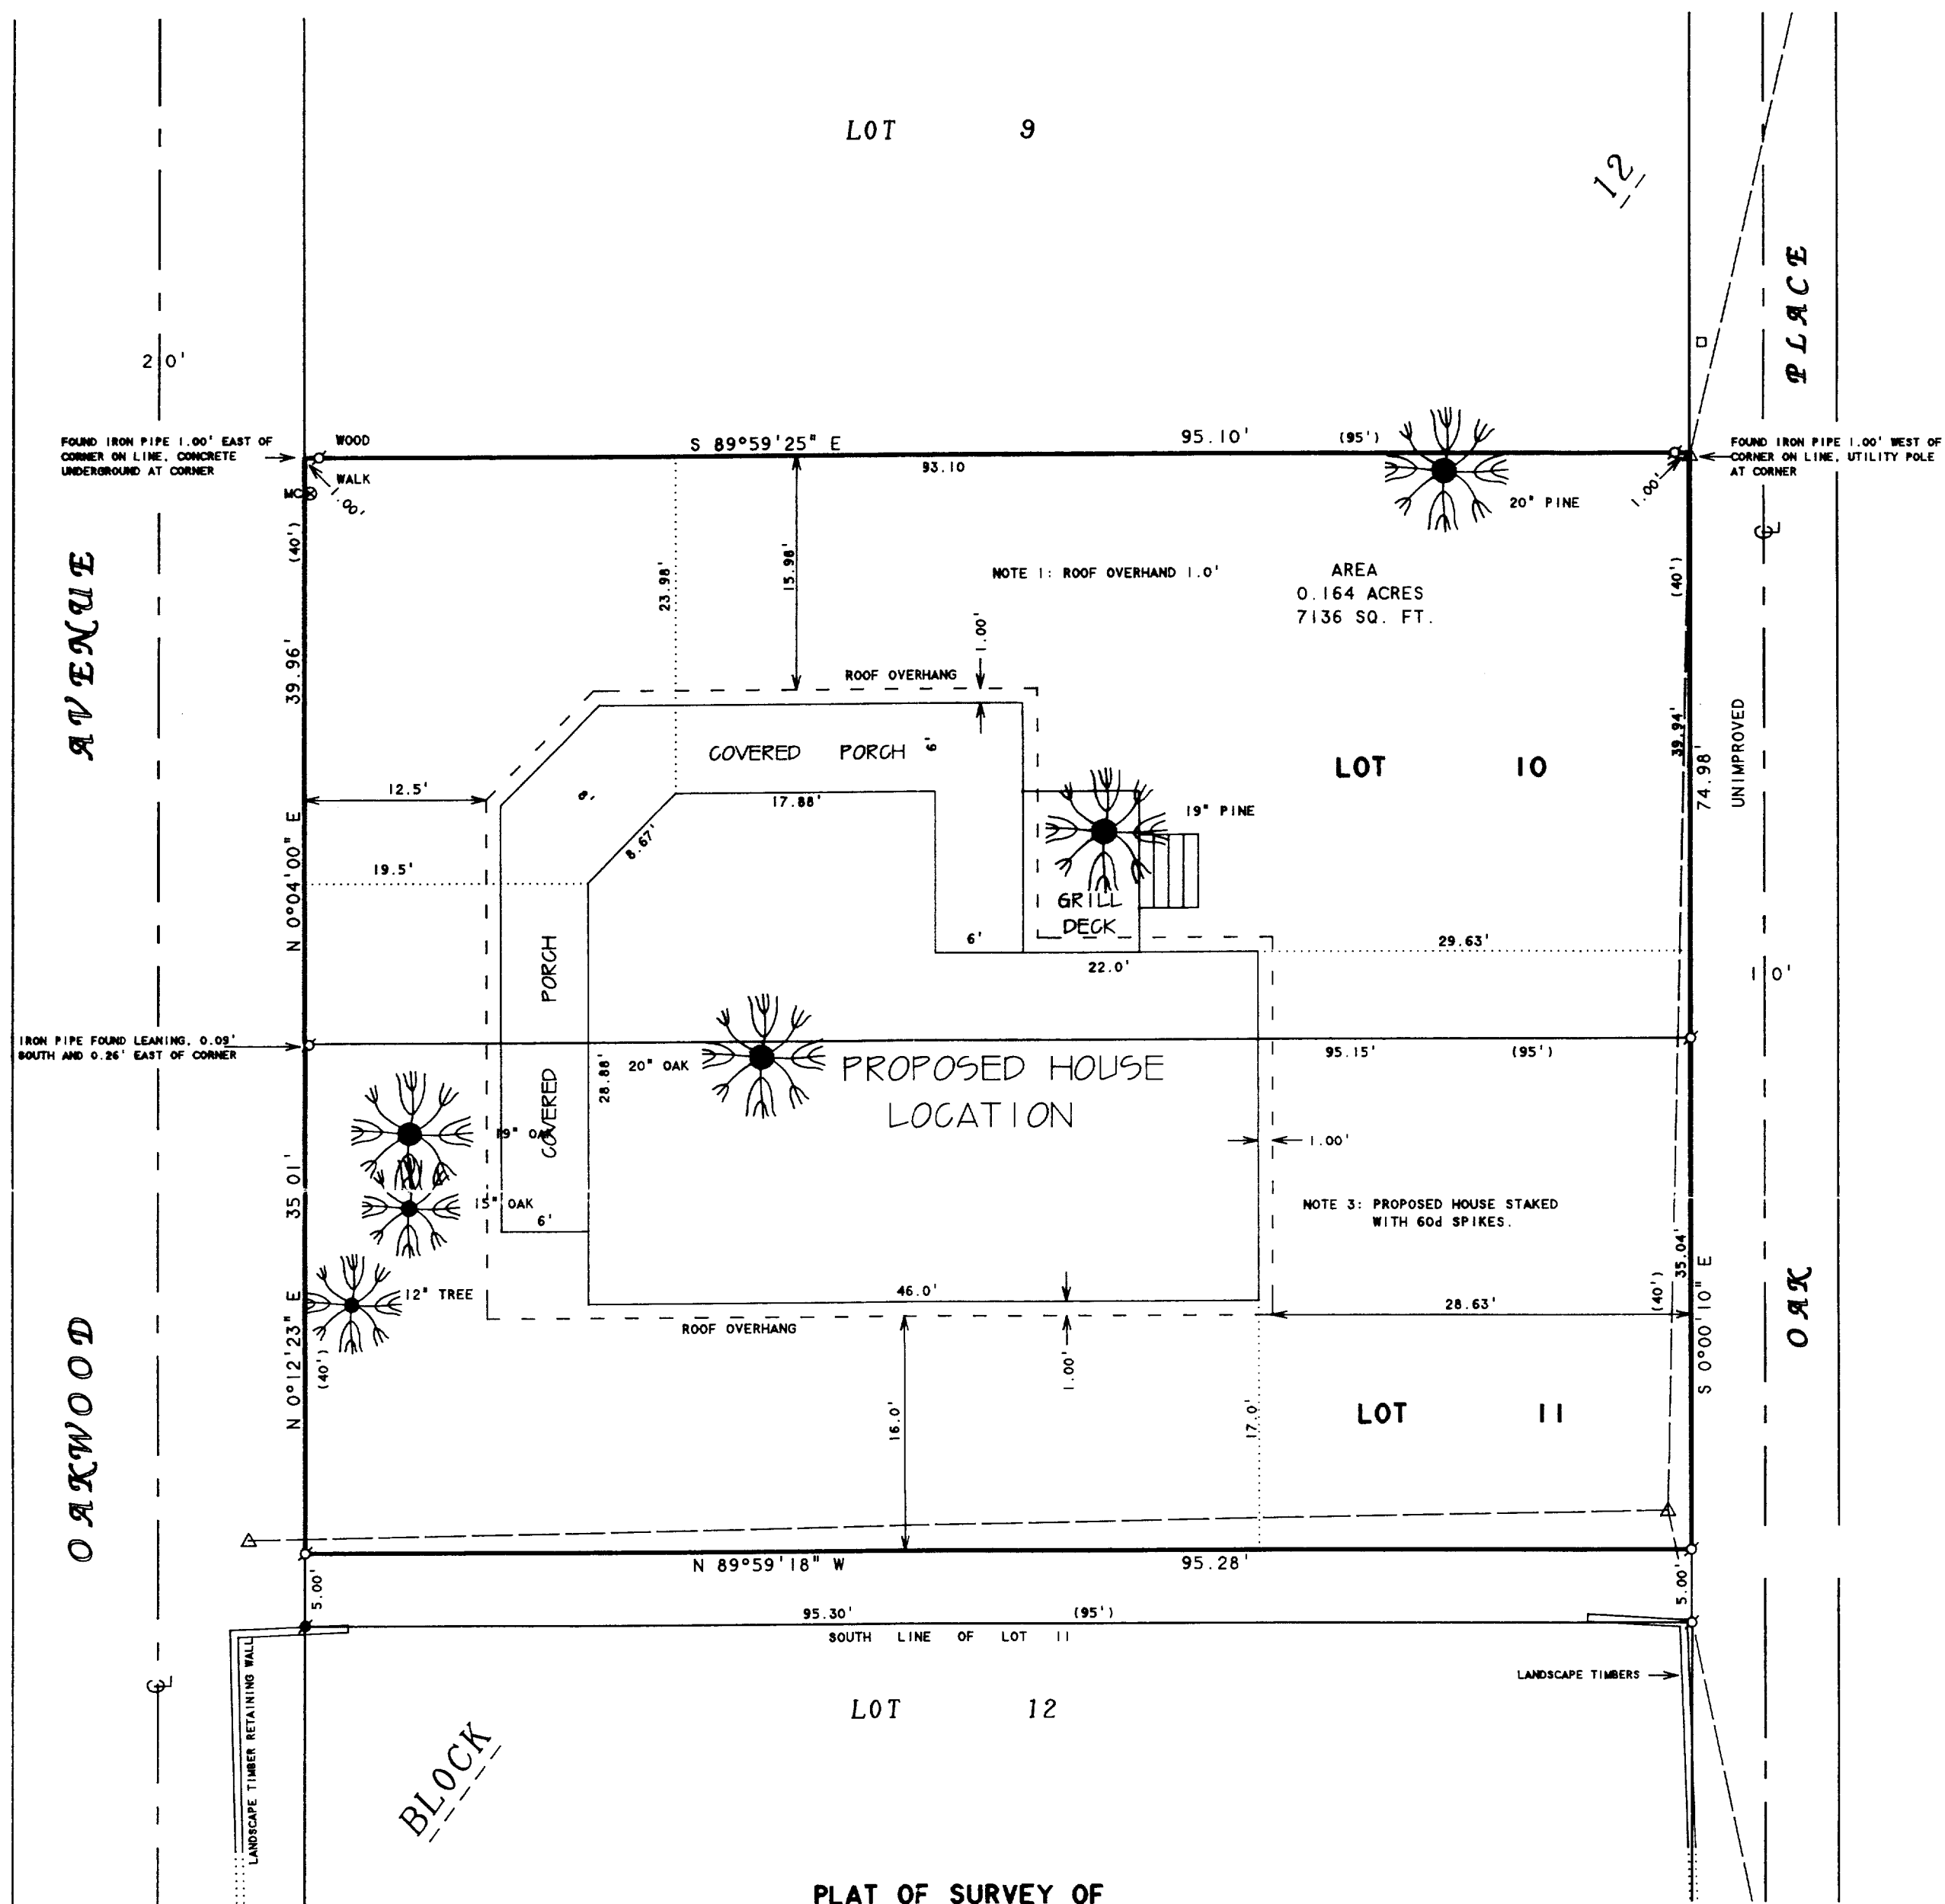 LOT 9
12
PLACE
20'
FOUND IRON PIPE 1.00' EAST OF
CORNER ON LINE, CONCRETE
UNDERGROUND AT CORNER
WOOD
WALK
MC
1.00'
S 89°59'25" E
95.10'
(95')
93.10
20" PINE
1.00'
FOUND IRON PIPE 1.00' WEST OF
CORNER ON LINE, UTILITY POLE
AT CORNER
(40')
39.96'
N 0°04'00" E
AVENUE
23.98'
15.98'
NOTE 1: ROOF OVERHAND 1.0'
AREA
0.164 ACRES
7136 SQ. FT.
(40')
39.94'
74.98'
UNIMPROVED
1.00'
ROOF OVERHANG
COVERED PORCH
6'
LOT 10
12.5'
8'
17.88'
8.67'
19" PINE
19.5'
GRILL
DECK
6'
22.0'
29.63'
10'
COVERED PORCH
IRON PIPE FOUND LEANING, 0.09'
SOUTH AND 0.26' EAST OF CORNER
95.15'
(95')
20" OAK
28.88'
PROPOSED HOUSE
LOCATION
19" OAK
1.00'
15" OAK
6'
35.01'
N 0°12'23" E
(40')
12" TREE
NOTE 3: PROPOSED HOUSE STAKED
WITH 60d SPIKES.
35.04'
(40')
S 0°00'10" E
OAK
46.0'
28.63'
ROOF OVERHANG
1.00'
16.0'
17.0'
LOT 11
OAKWOOD
N 89°59'18" W
95.28'
5.00'
5.00'
95.30'
(95')
SOUTH LINE OF LOT 11
LANDSCAPE TIMBER RETAINING WALL
LANDSCAPE TIMBERS
LOT 12
BLOCK
PLAT OF SURVEY OF